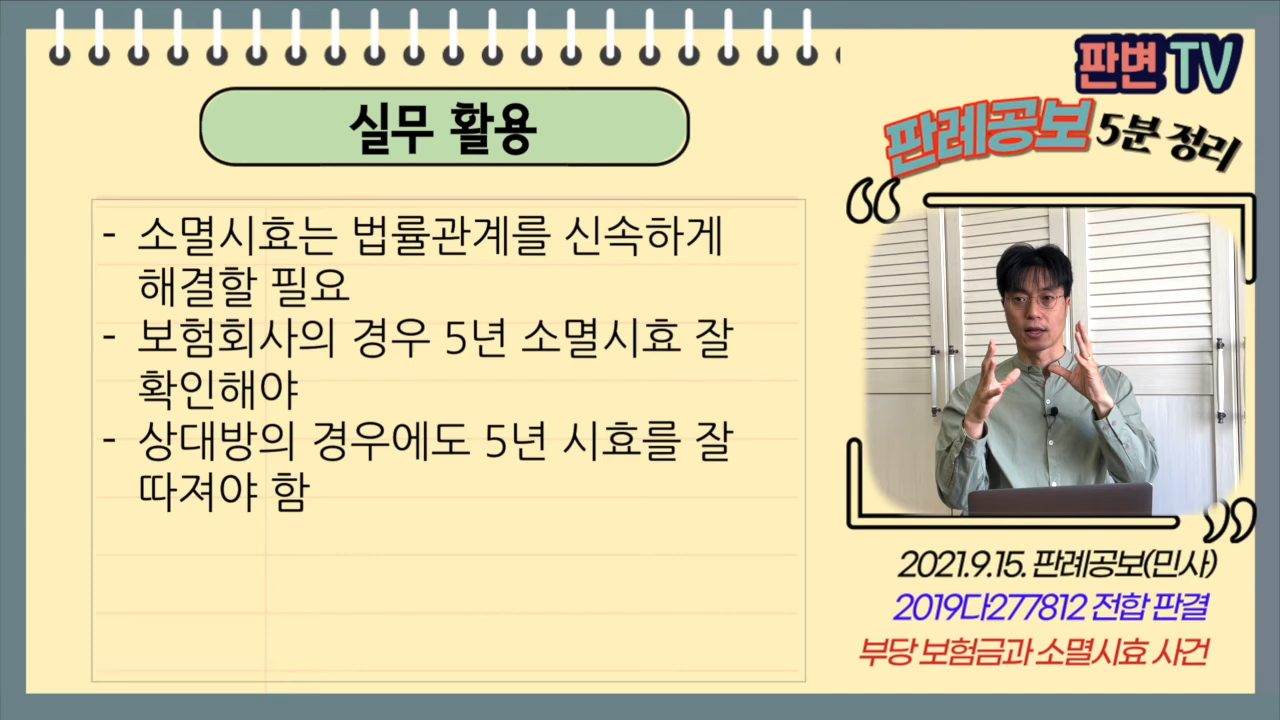 판변 TV
판례공보 5분 정리
실무 활용
- 소멸시효는 법률관계를 신속하게
해결할 필요
- 보험회사의 경우 5년 소멸시효 잘
확인해야
- 상대방의 경우에도 5년 시효를 잘
따져야 함
2021.9.15. 판례공보(민사)
2019다277812 전합 판결
부당 보험금과 소멸시효 사건